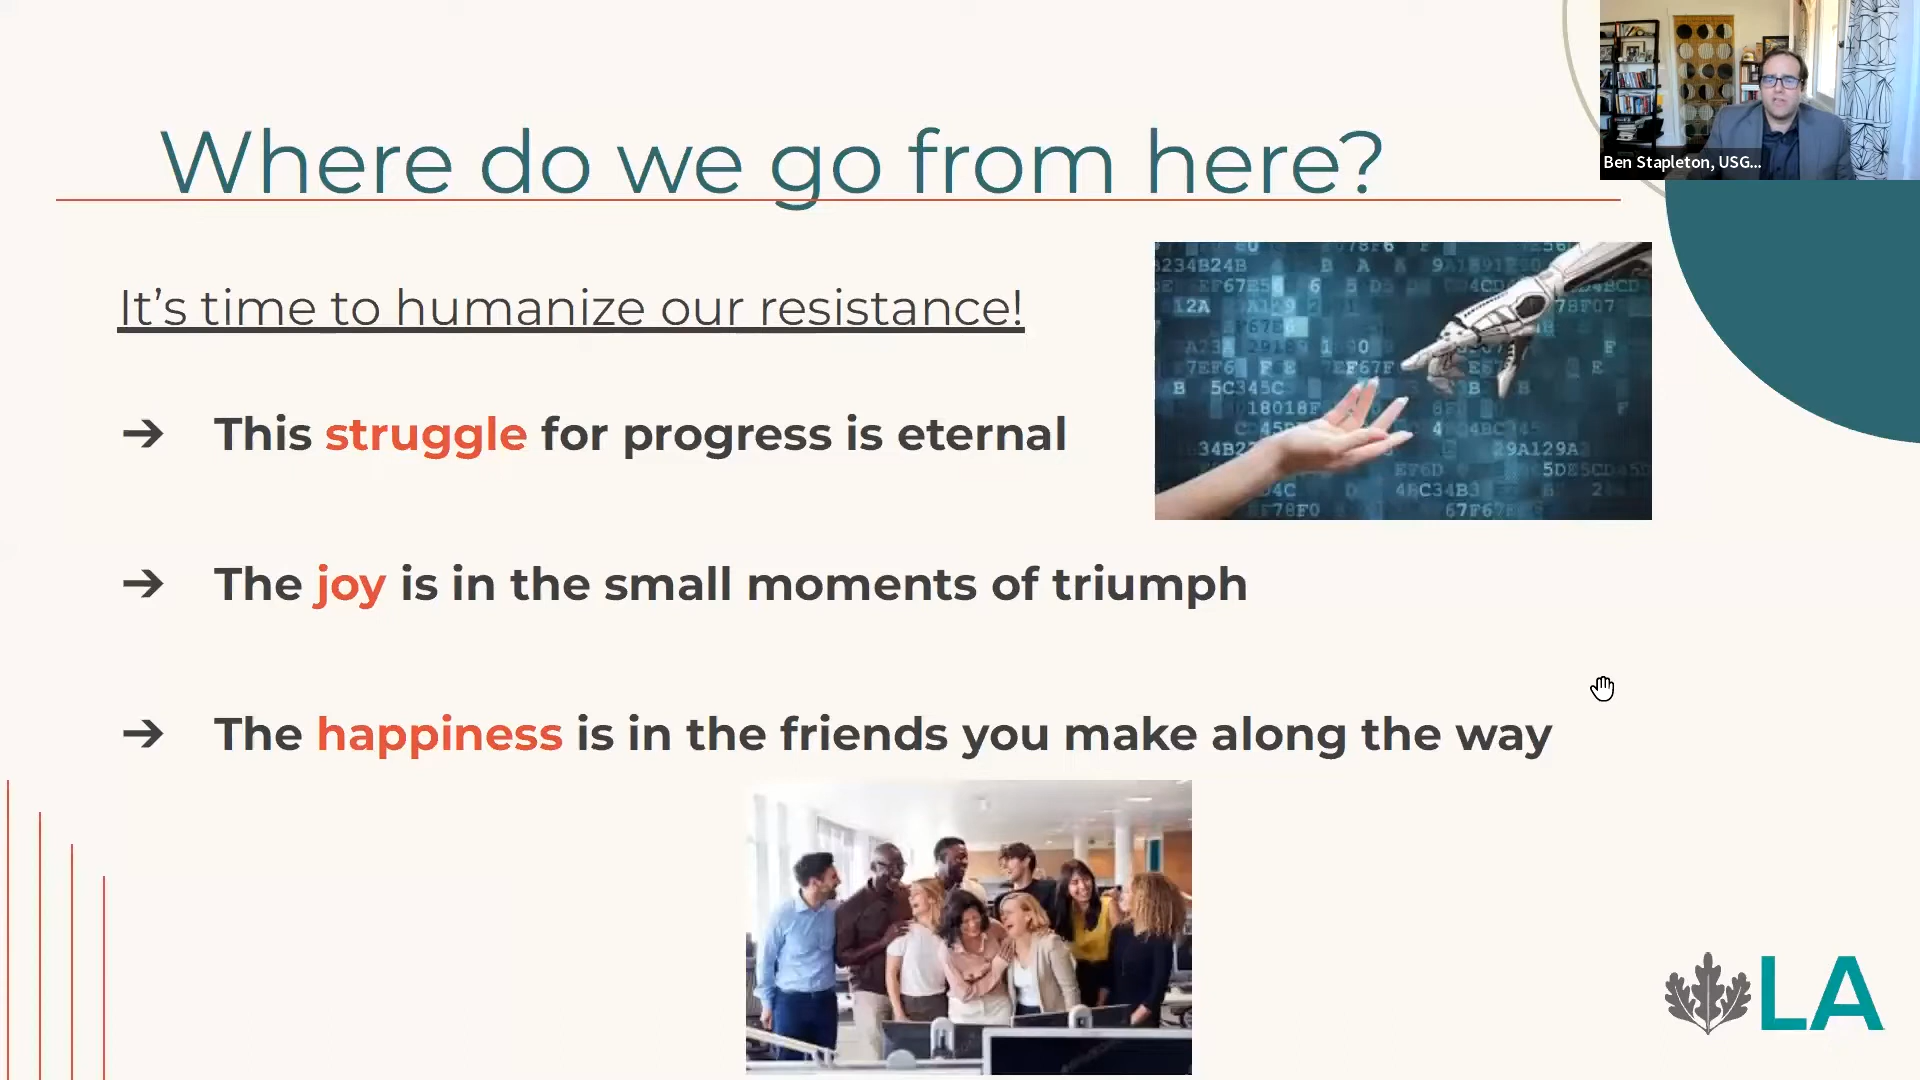 Where do we go from here?
Ben Stapleton, USG...
It's time to humanize our resistance!
➔ This struggle for progress is eternal
➔ The joy is in the small moments of triumph
➔ The happiness is in the friends you make along the way
LA